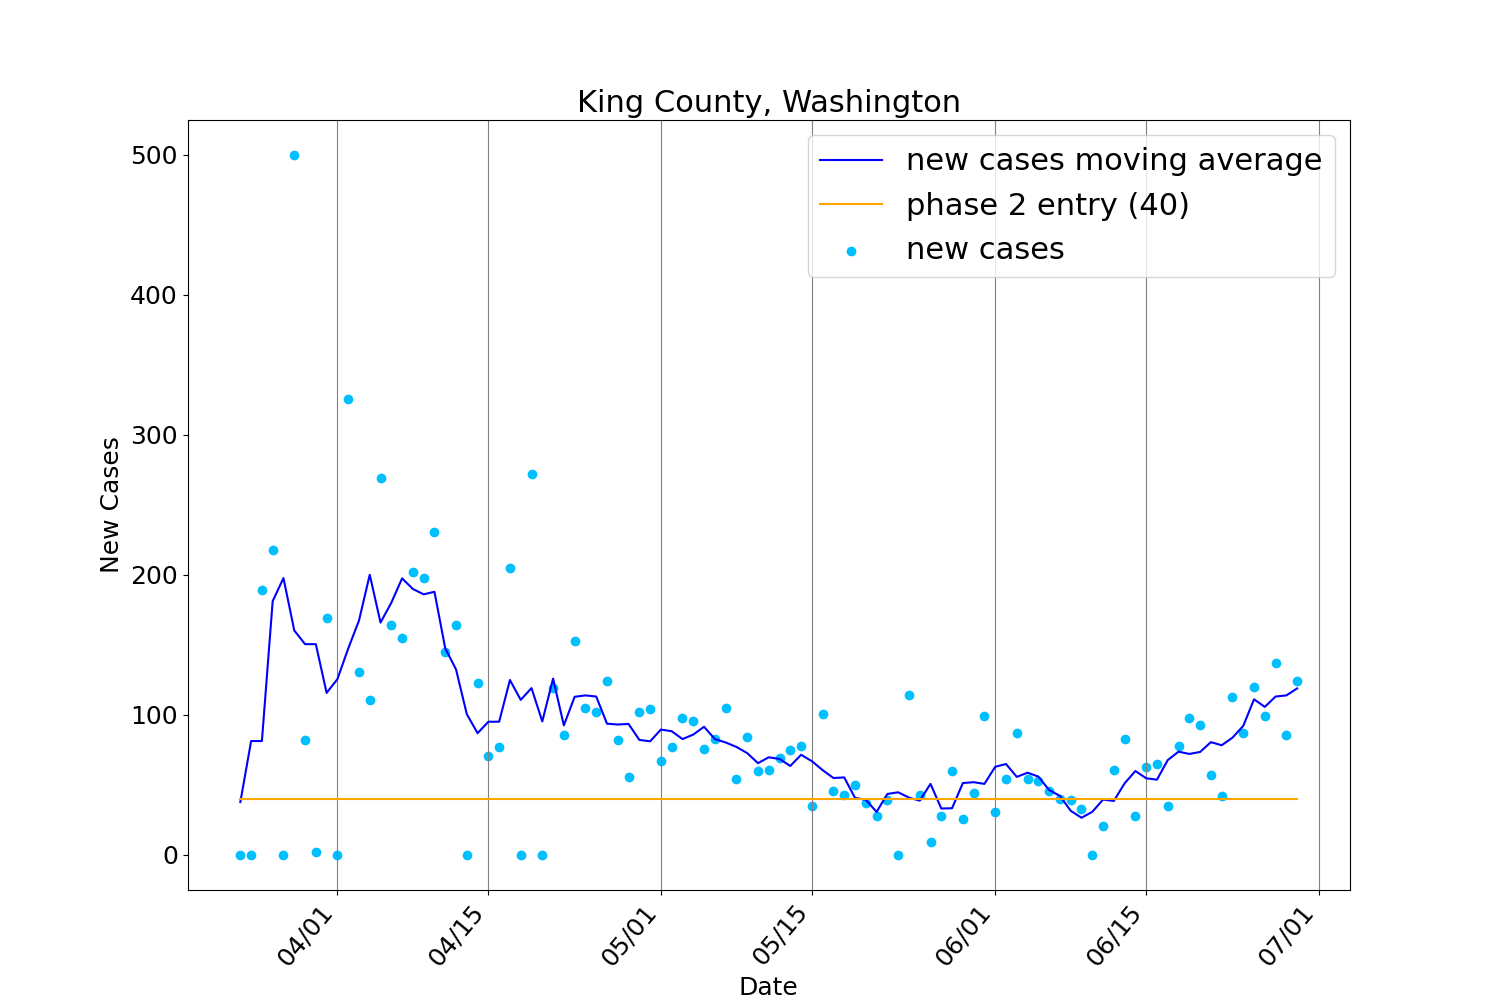 King County, Washington
new cases moving average
phase 2 entry (40)
new cases
500
400
300
200
100
0
New Cases
04/01
04/15
05/01
05/15
06/01
06/15
07/01
Date